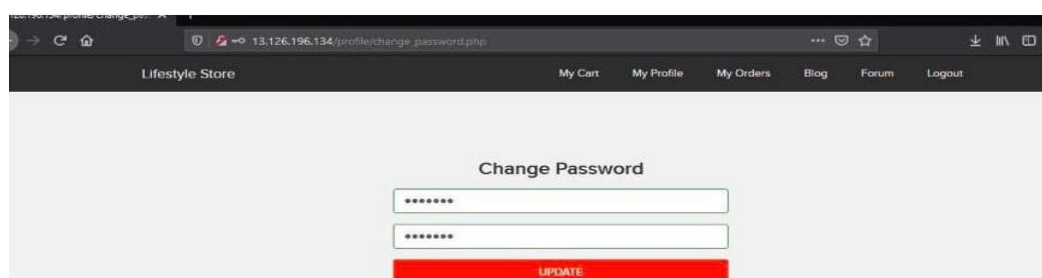 13.126.196.134/profile/change_password.php
Lifestyle Store My Cart My Profile My Orders Blog Forum Logout
Change Password
•••••••
•••••••
UPDATE